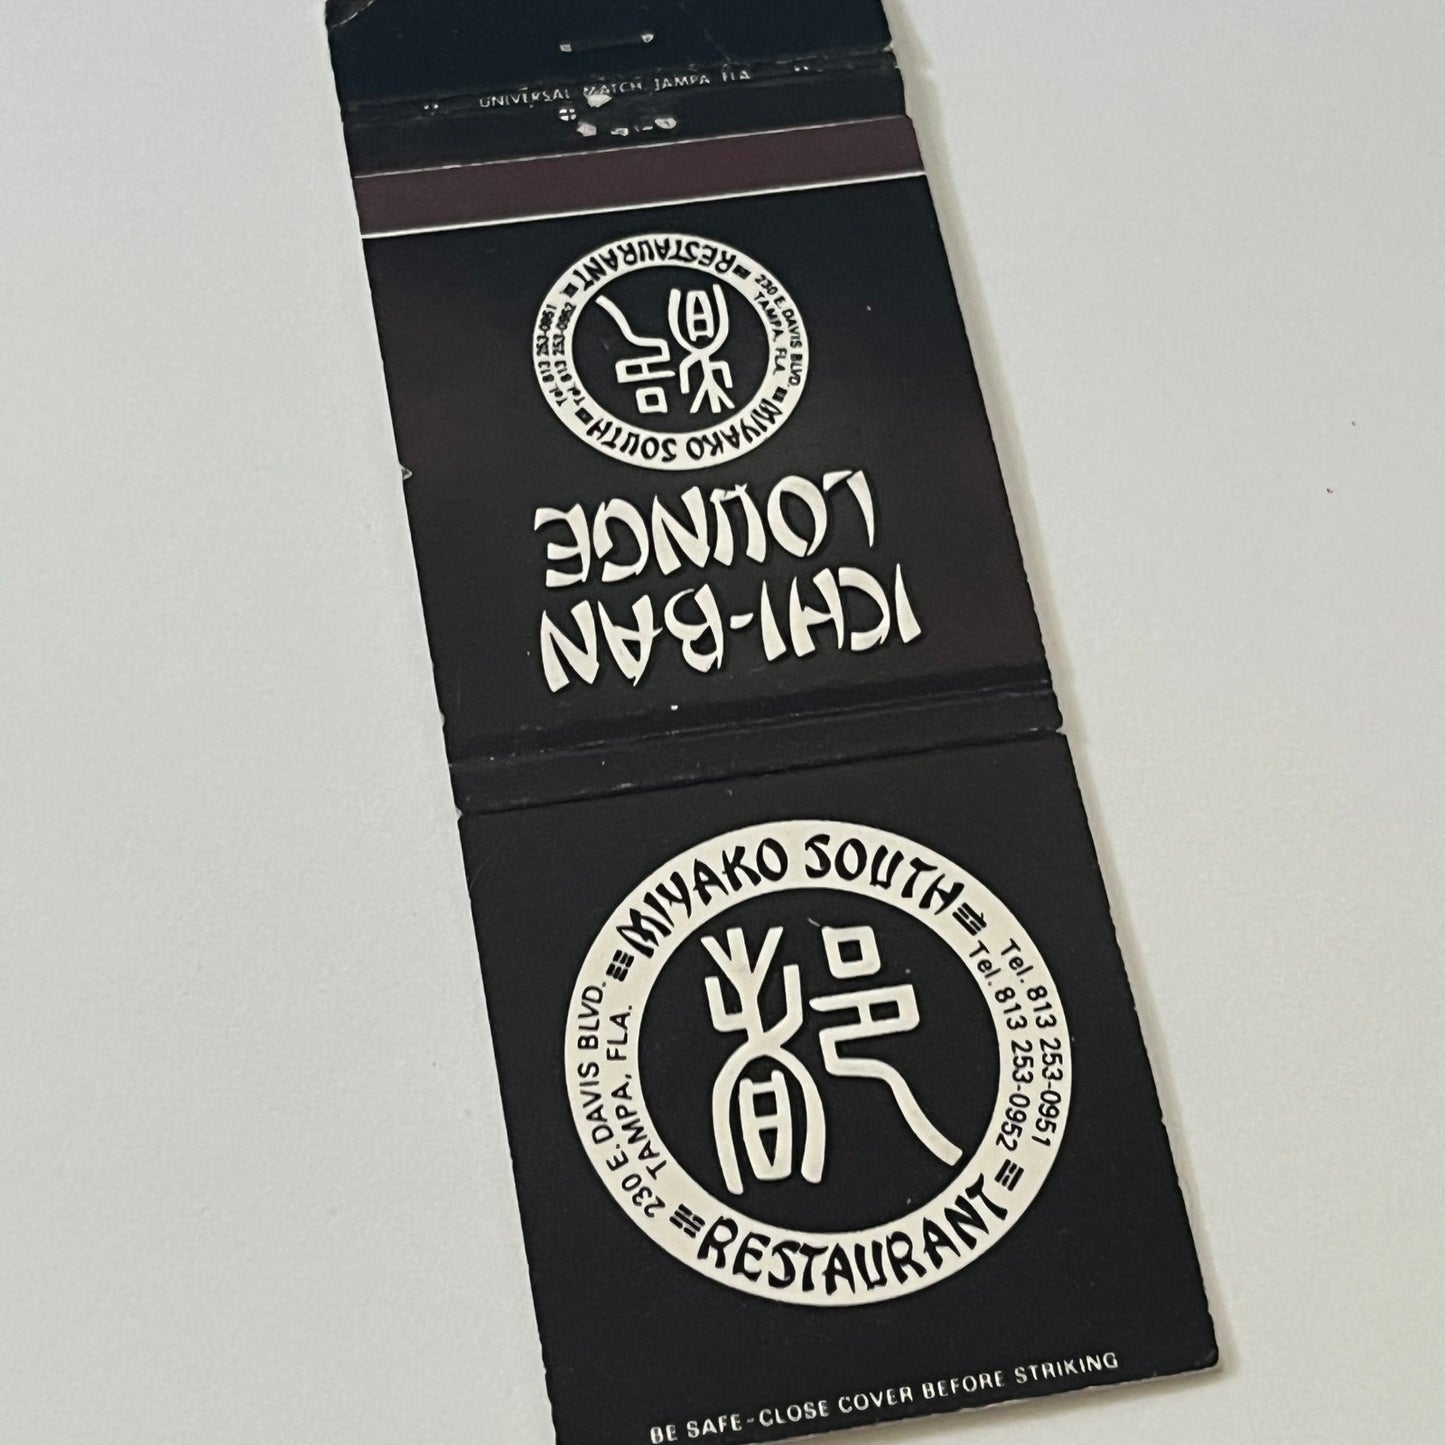 UNIVERSAL MATCH TAMPA FLA
ICHI-BAN
LOUNGE
MIYAKO SOUTH
RESTAURANT
230 E. DAVIS BLVD.
TAMPA, FLA.
Tel. 813 253-0951
Tel. 813 253-0952
MIYAKO SOUTH
RESTAURANT
230 E. DAVIS BLVD.
TAMPA, FLA.
Tel. 813 253-0951
Tel. 813 253-0952
BE SAFE-CLOSE COVER BEFORE STRIKING